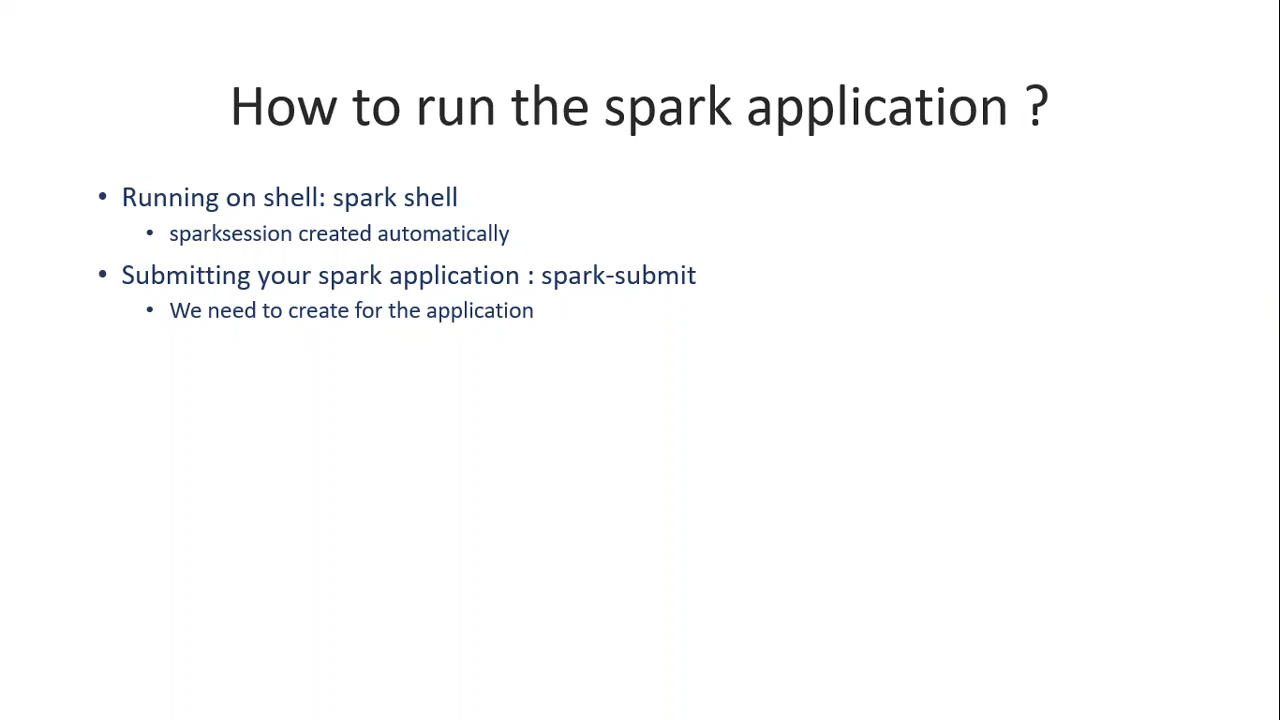 How to run the spark application ?
• Running on shell: spark shell
• sparksession created automatically
• Submitting your spark application : spark-submit
• We need to create for the application